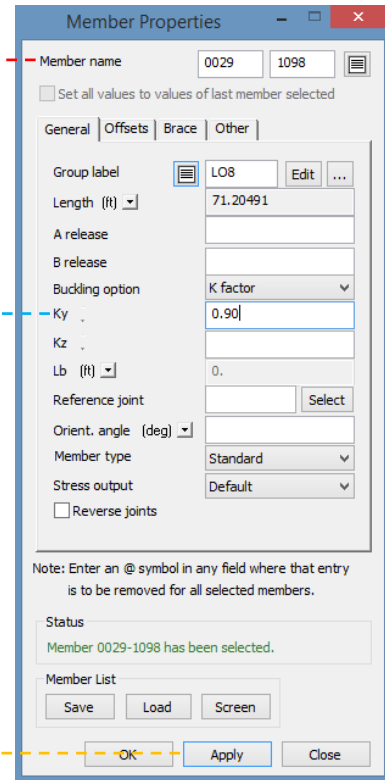 Member Properties
Member name 0029 1098
Set all values to values of last member selected
General Offsets Brace Other
Group label LO8 Edit ...
Length (ft) 71.20491
A release
B release
Buckling option K factor
Ky 0.90
Kz
Lb (ft) 0.
Reference joint Select
Orient. angle (deg)
Member type Standard
Stress output Default
Reverse joints
Note: Enter an @ symbol in any field where that entry
is to be removed for all selected members.
Status
Member 0029-1098 has been selected.
Member List
Save Load Screen
OK Apply Close